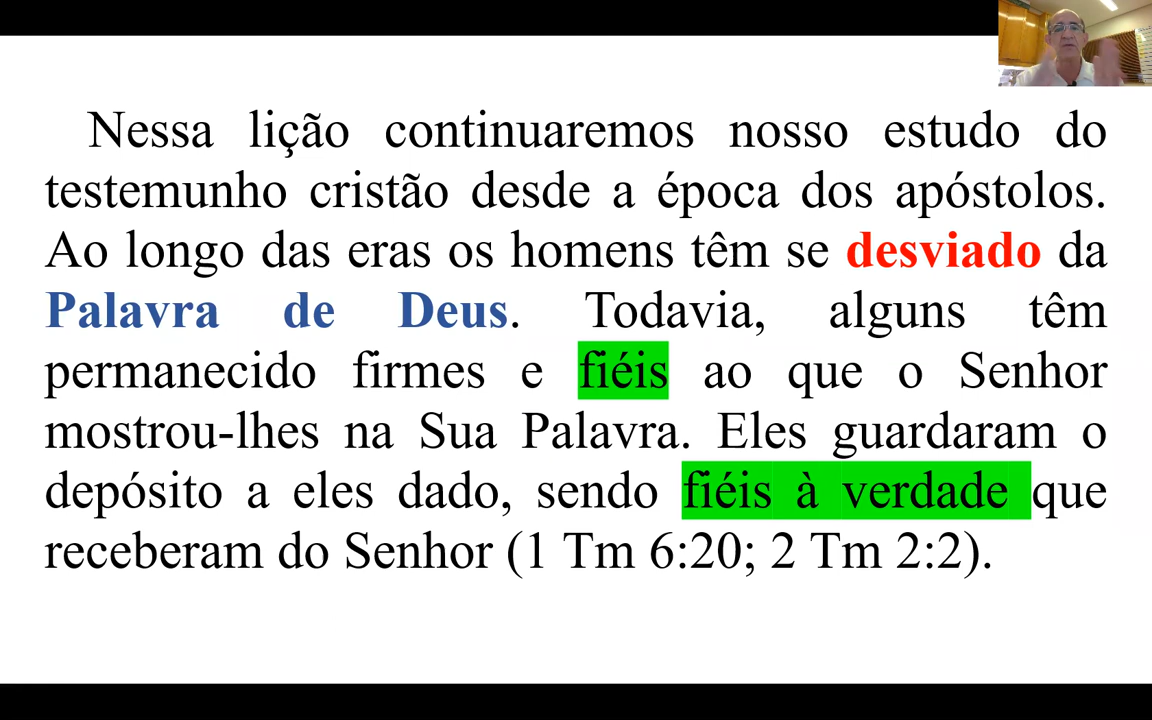 Nessa lição continuaremos nosso estudo do
testemunho cristão desde a época dos apóstolos.
Ao longo das eras os homens têm se desviado da
Palavra de Deus. Todavia, alguns têm
permanecido firmes e fiéis ao que o Senhor
mostrou-lhes na Sua Palavra. Eles guardaram o
depósito a eles dado, sendo fiéis à verdade que
receberam do Senhor (1 Tm 6:20; 2 Tm 2:2).